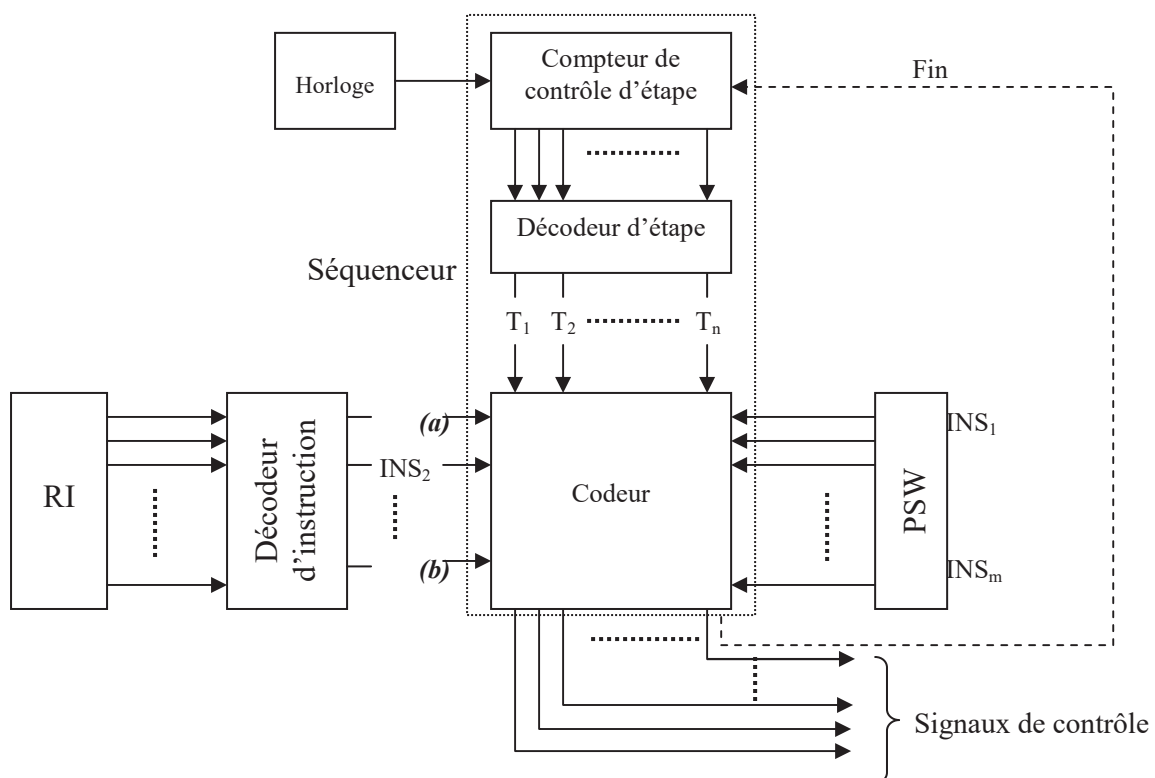 Horloge
Compteur de
contrôle d’étape
Fin
Décodeur d’étape
Séquenceur
T₁ T₂ Tₙ
RI
Décodeur
d’instruction
(a)
INS₂
(b)
Codeur
PSW
INS₁
INSₘ
Signaux de contrôle